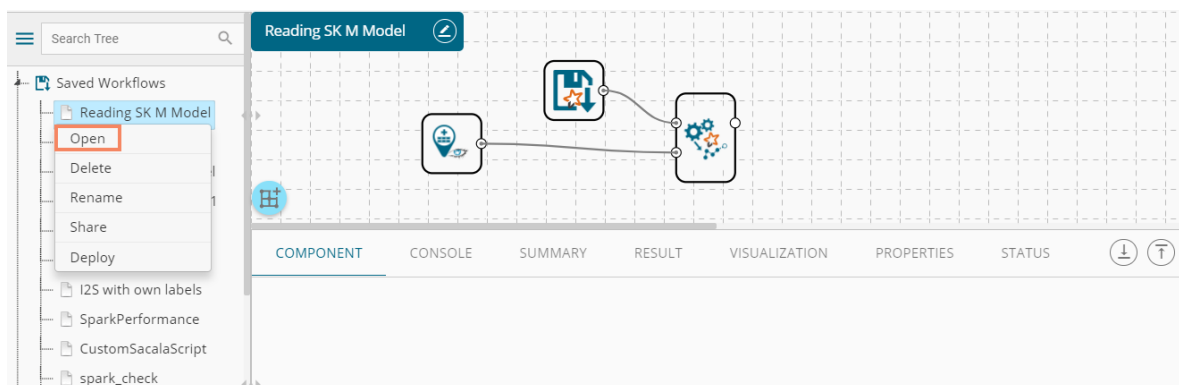 Search Tree
Saved Workflows
Reading SK M Model
Open
Delete
Rename
Share
Deploy
I2S with own labels
SparkPerformance
CustomSacalaScript
spark_check
Reading SK M Model
COMPONENT CONSOLE SUMMARY RESULT VISUALIZATION PROPERTIES STATUS